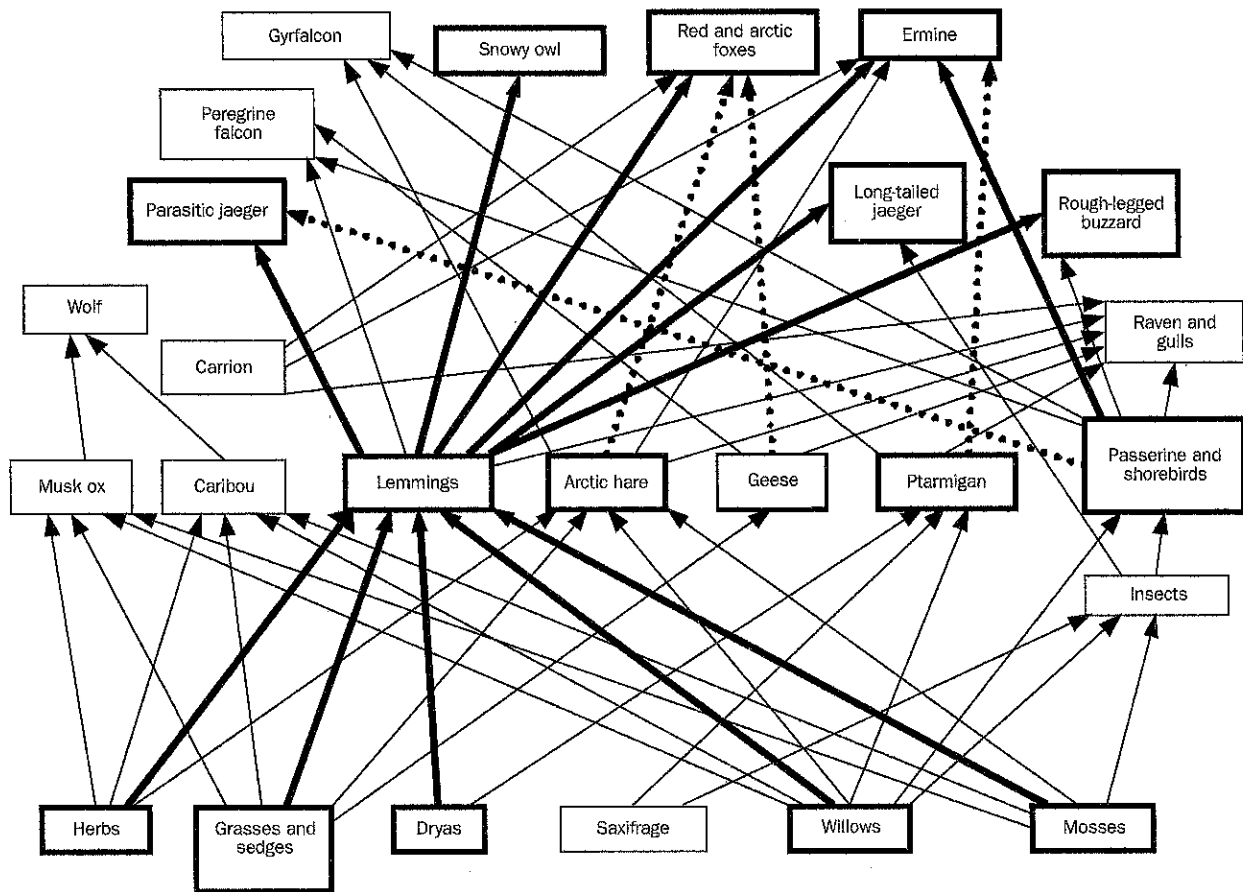 Gyrfalcon
Snowy owl
Red and arctic
foxes
Ermine
Peregrine
falcon
Parasitic jaeger
Long-tailed
jaeger
Rough-legged
buzzard
Wolf
Carrion
Raven and
gulls
Musk ox
Caribou
Lemmings
Arctic hare
Geese
Ptarmigan
Passerine and
shorebirds
Insects
Herbs
Grasses and
sedges
Dryas
Saxifrage
Willows
Mosses